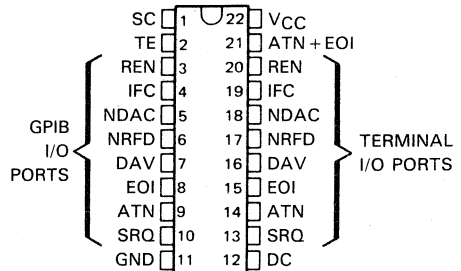 SC 1 22 VCC
TE 2 21 ATN + EOI
REN 3 20 REN
IFC 4 19 IFC
NDAC 5 18 NDAC
NRFD 6 17 NRFD
DAV 7 16 DAV
EOI 8 15 EOI
ATN 9 14 ATN
SRQ 10 13 SRQ
GND 11 12 DC
GPIB
I/O
PORTS
TERMINAL
I/O PORTS